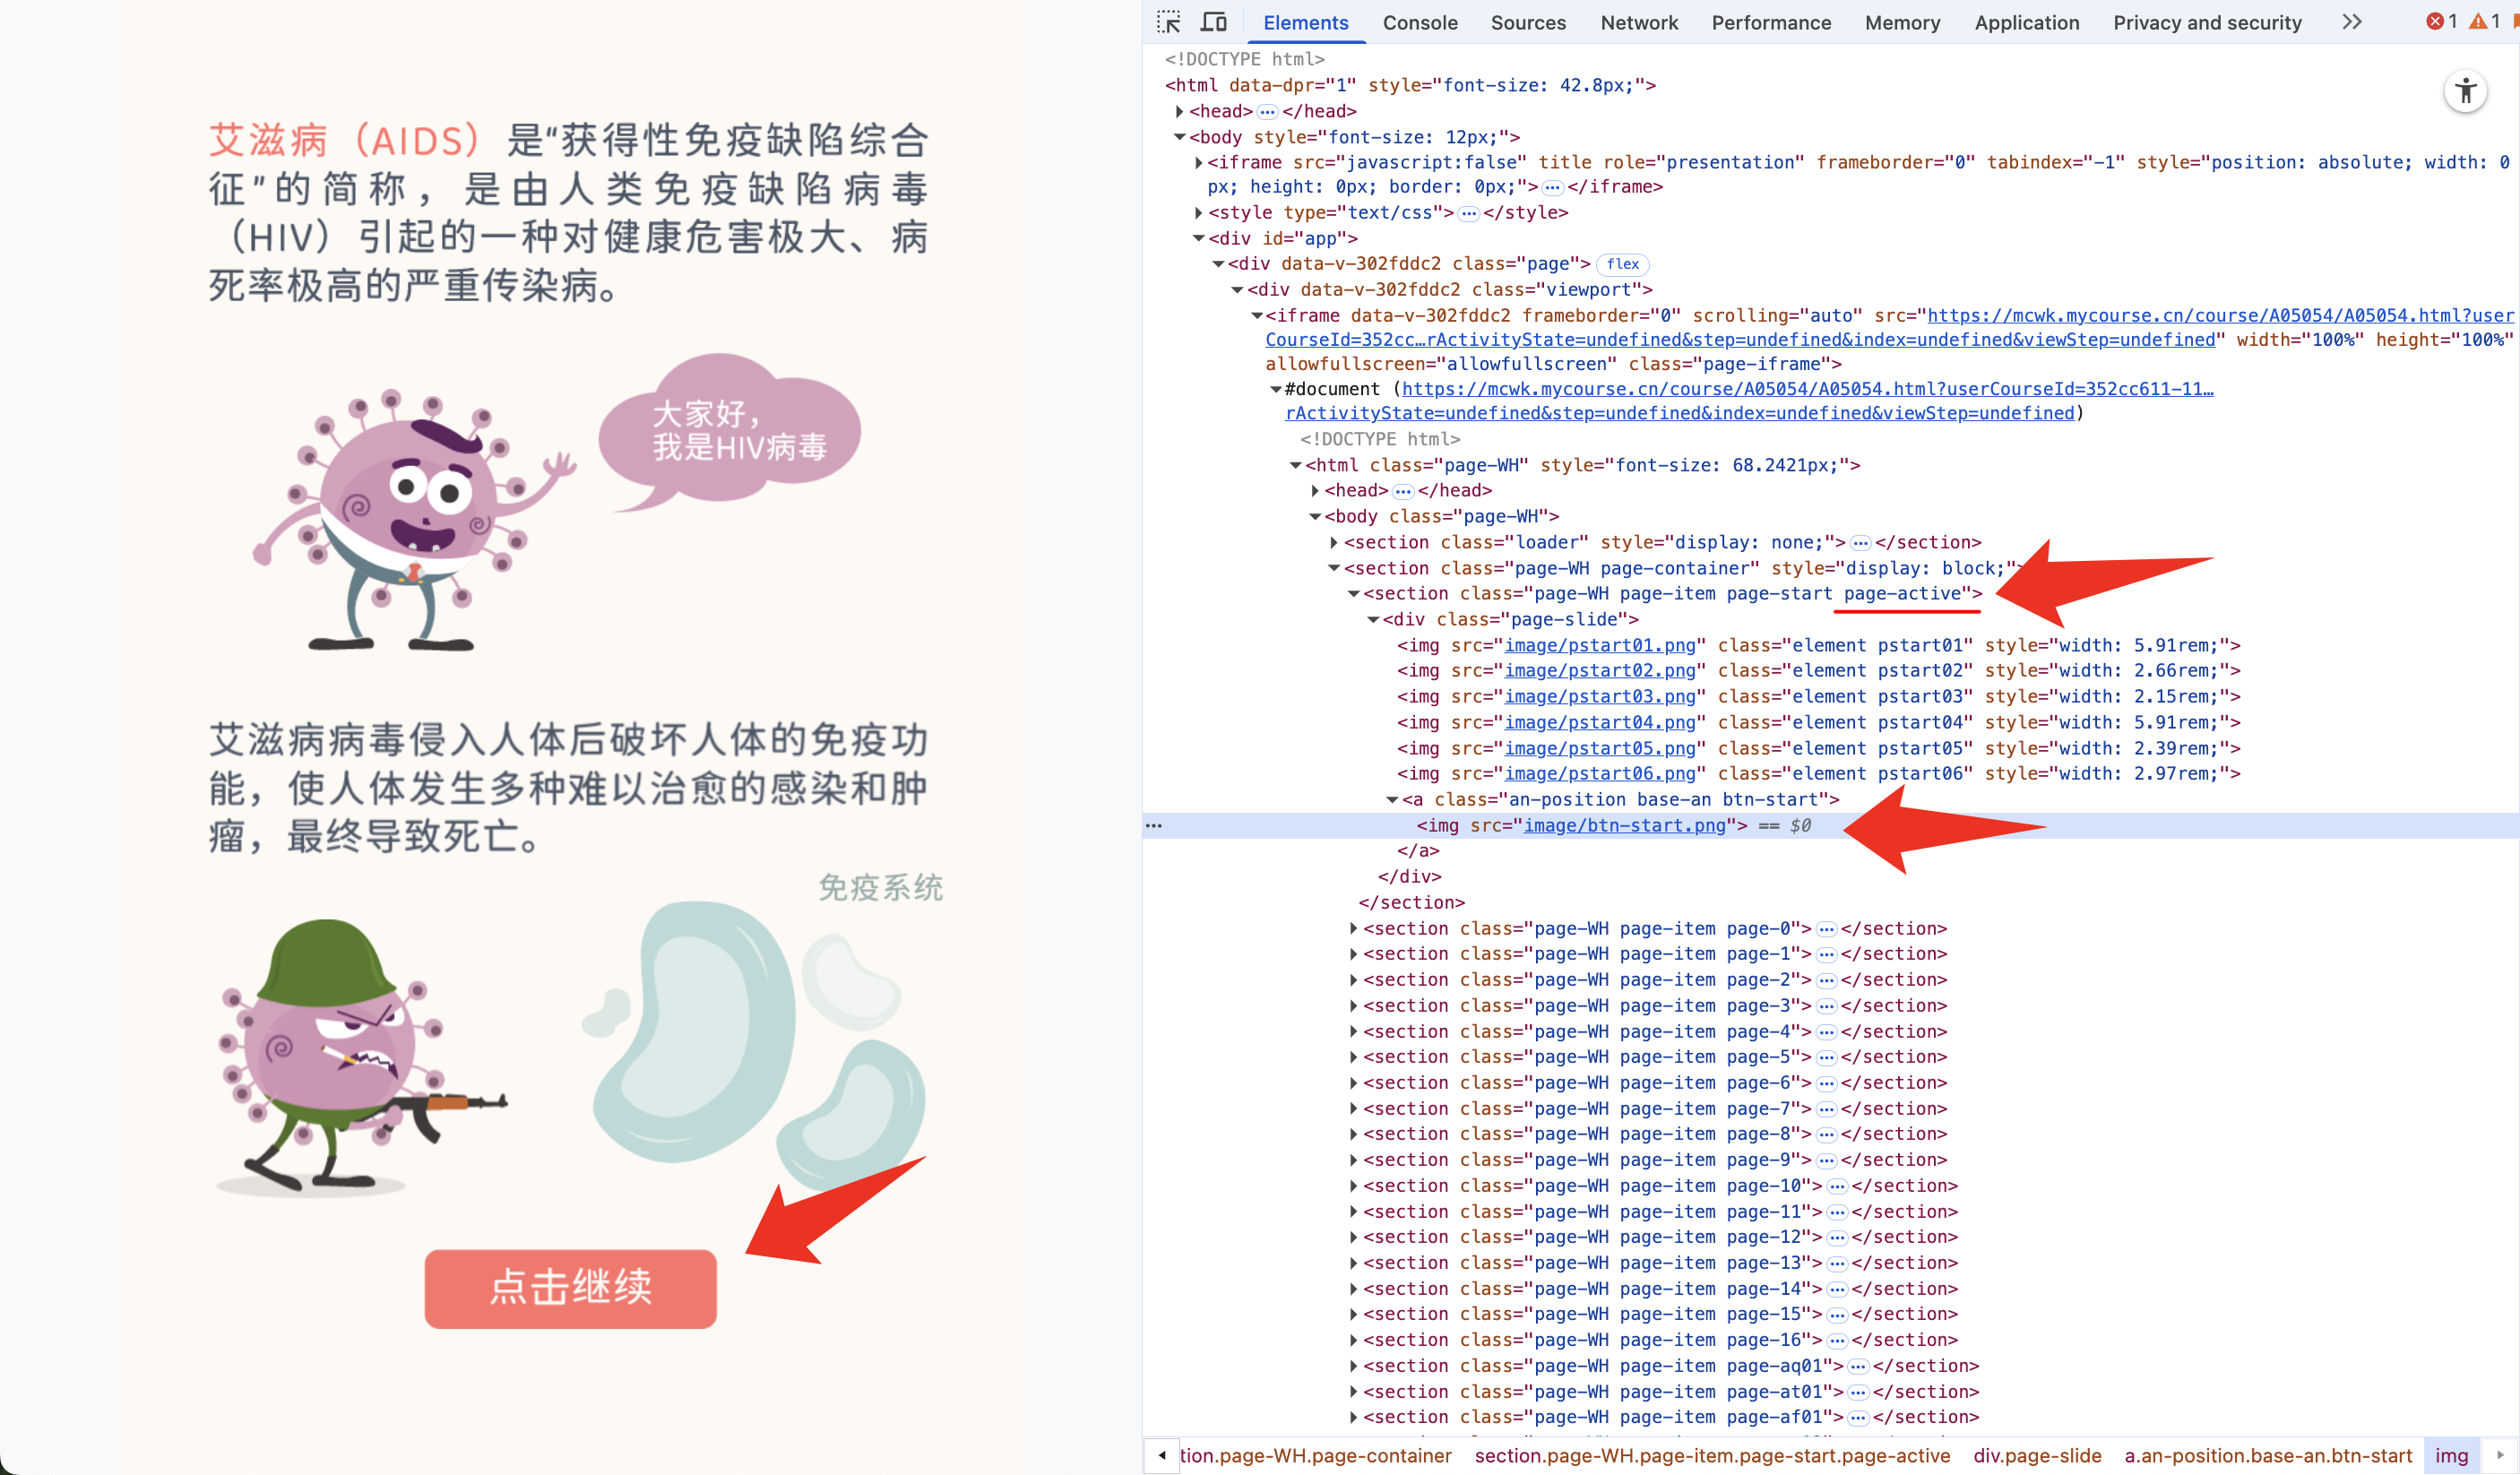 艾滋病（AIDS）是“获得性免疫缺陷综合
征”的简称，是由人类免疫缺陷病毒
（HIV）引起的一种对健康危害极大、病
死率极高的严重传染病。
大家好，
我是HIV病毒
艾滋病病毒侵入人体后破坏人体的免疫功
能，使人体发生多种难以治愈的感染和肿
瘤，最终导致死亡。
免疫系统
点击继续
Elements Console Sources Network Performance Memory Application Privacy and security 1 1
<!DOCTYPE html>
<html data-dpr="1" style="font-size: 42.8px;">
<head> … </head>
<body style="font-size: 12px;">
<iframe src="javascript:false" title role="presentation" frameborder="0" tabindex="-1" style="position: absolute; width: 0
px; height: 0px; border: 0px;"> … </iframe>
<style type="text/css"> … </style>
<div id="app">
<div data-v-302fddc2 class="page"> flex
<div data-v-302fddc2 class="viewport">
<iframe data-v-302fddc2 frameborder="0" scrolling="auto" src="https://mcwk.mycourse.cn/course/A05054/A05054.html?user
CourseId=352cc…rActivityState=undefined&step=undefined&index=undefined&viewStep=undefined" width="100%" height="100%"
allowfullscreen="allowfullscreen" class="page-iframe">
#document (https://mcwk.mycourse.cn/course/A05054/A05054.html?userCourseId=352cc611-11…
rActivityState=undefined&step=undefined&index=undefined&viewStep=undefined)
<!DOCTYPE html>
<html class="page-WH" style="font-size: 68.2421px;">
<head> … </head>
<body class="page-WH">
<section class="loader" style="display: none;"> … </section>
<section class="page-WH page-container" style="display: block;">
<section class="page-WH page-item page-start page-active">
<div class="page-slide">
<img src="image/pstart01.png" class="element pstart01" style="width: 5.91rem;">
<img src="image/pstart02.png" class="element pstart02" style="width: 2.66rem;">
<img src="image/pstart03.png" class="element pstart03" style="width: 2.15rem;">
<img src="image/pstart04.png" class="element pstart04" style="width: 5.91rem;">
<img src="image/pstart05.png" class="element pstart05" style="width: 2.39rem;">
<img src="image/pstart06.png" class="element pstart06" style="width: 2.97rem;">
<a class="an-position base-an btn-start">
… <img src="image/btn-start.png"> == $0
</a>
</div>
</section>
<section class="page-WH page-item page-0"> … </section>
<section class="page-WH page-item page-1"> … </section>
<section class="page-WH page-item page-2"> … </section>
<section class="page-WH page-item page-3"> … </section>
<section class="page-WH page-item page-4"> … </section>
<section class="page-WH page-item page-5"> … </section>
<section class="page-WH page-item page-6"> … </section>
<section class="page-WH page-item page-7"> … </section>
<section class="page-WH page-item page-8"> … </section>
<section class="page-WH page-item page-9"> … </section>
<section class="page-WH page-item page-10"> … </section>
<section class="page-WH page-item page-11"> … </section>
<section class="page-WH page-item page-12"> … </section>
<section class="page-WH page-item page-13"> … </section>
<section class="page-WH page-item page-14"> … </section>
<section class="page-WH page-item page-15"> … </section>
<section class="page-WH page-item page-16"> … </section>
<section class="page-WH page-item page-aq01"> … </section>
<section class="page-WH page-item page-at01"> … </section>
<section class="page-WH page-item page-af01"> … </section>
tion.page-WH.page-container section.page-WH.page-item.page-start.page-active div.page-slide a.an-position.base-an.btn-start img